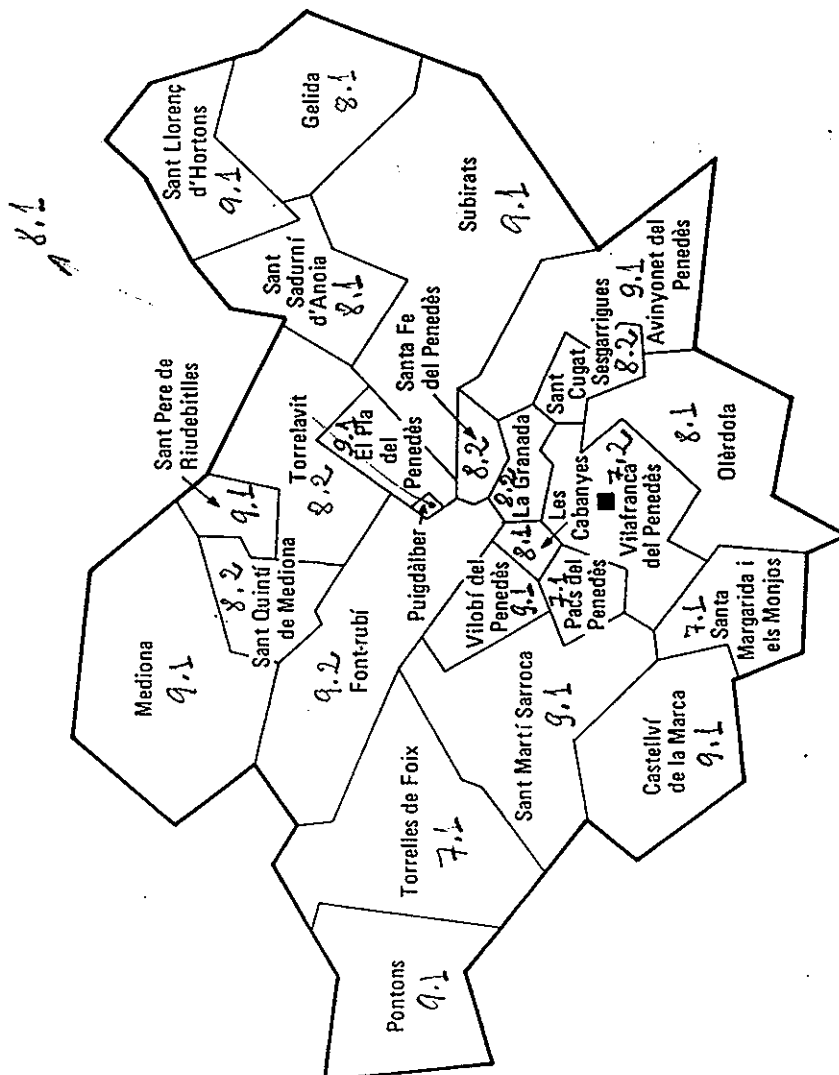 A 8.1
Sant Llorenç
d'Hortons
9.1
Gelida
8.1
Sant
Sadurní
d'Anoia
8.1
Subirats
9.1
Sant Pere de
Riudebitlles
9.1
Torrelavit
8.2
9.1
El Pla
del
Penedès
Santa Fe
del Penedès
8.2
Mediona
9.1
8.2
Sant Quintí
de Mediona
Font-rubí
9.2
Puigdàlber
8.2
La Granada
Sant
Cugat
Sesgarrigues
8.2
9.1
Avinyonet del
Penedès
Les
Cabanyes
8.1
Vilobí del
Penedès
9.1
7.1
Pacs del
Penedès
7.2
Vilafranca
del Penedès
8.1
Olèrdola
Torrelles de Foix
7.1
Sant Martí Sarroca
9.1
7.1
Santa
Margarida i
els Monjos
Pontons
9.1
Castellví
de la Marca
9.1